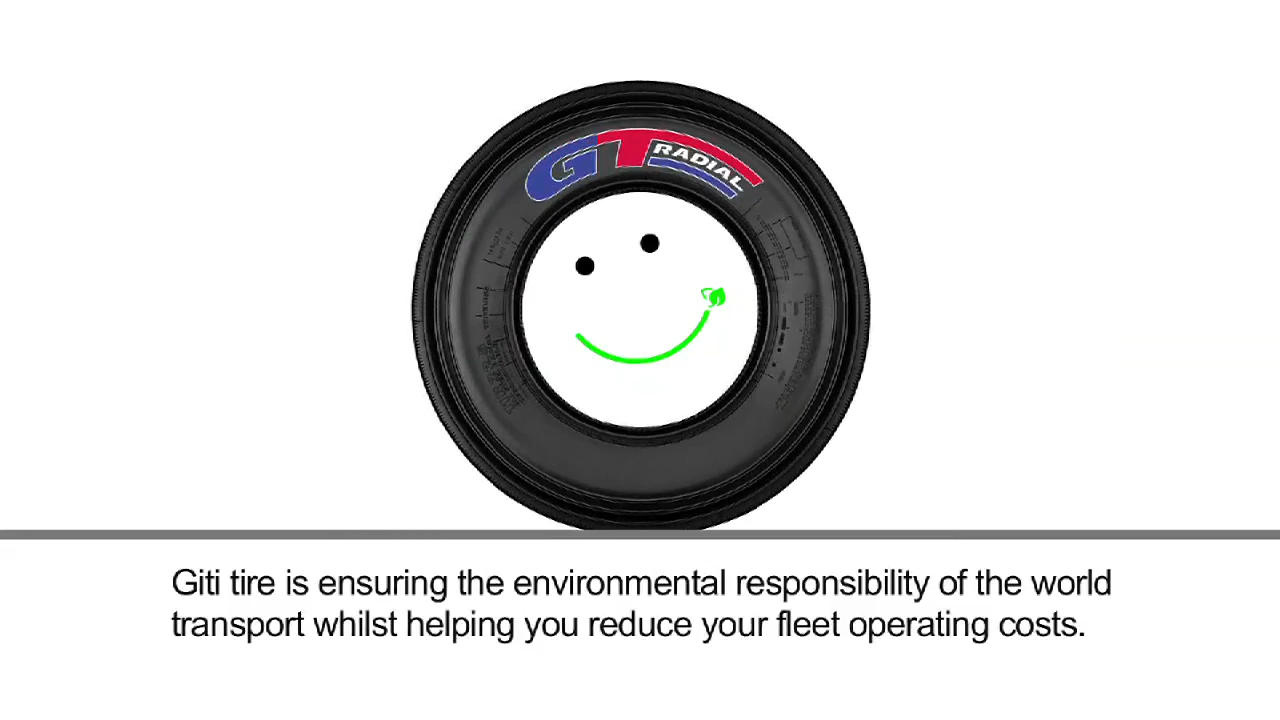 GT RADIAL
Giti tire is ensuring the environmental responsibility of the world
transport whilst helping you reduce your fleet operating costs.